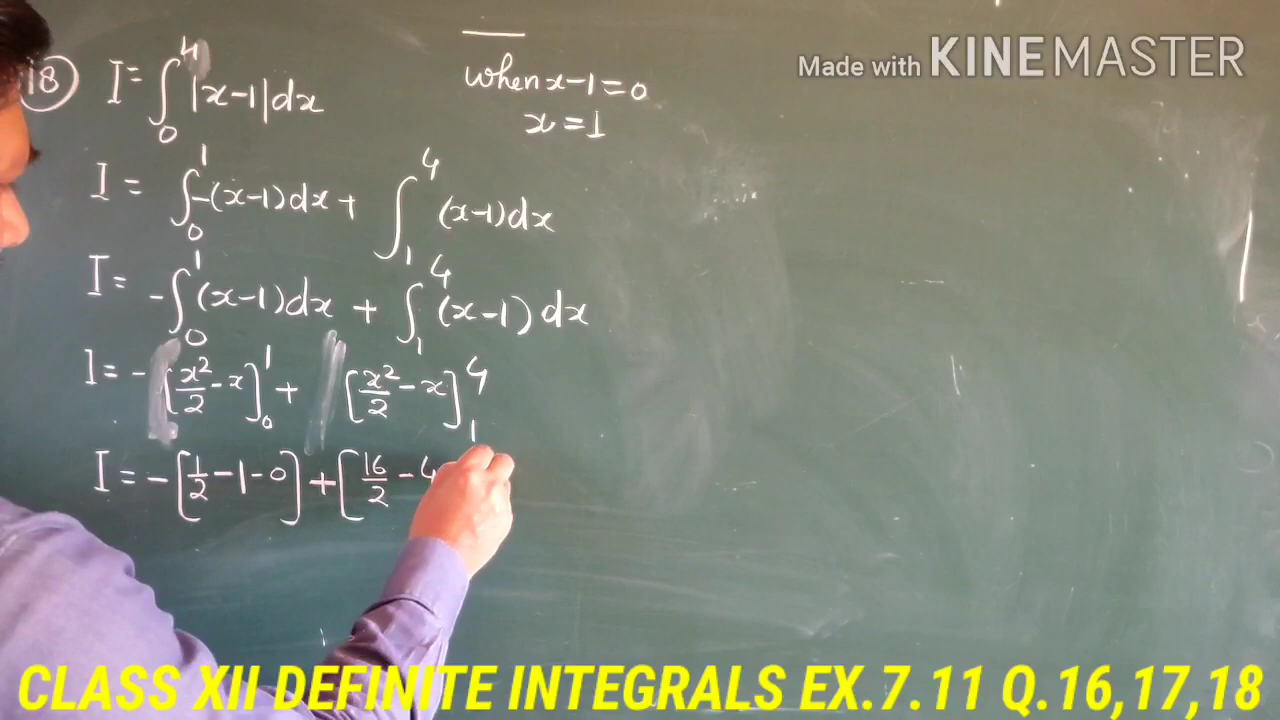 Made with KINEMASTER
18 I = ∫₀⁴ |x-1| dx
when x-1=0
x=1
I = ∫₀¹ -(x-1)dx + ∫₁⁴ (x-1)dx
I = -∫₀¹ (x-1)dx + ∫₁⁴ (x-1) dx
I = -[x²/2 - x]₀¹ + [x²/2 - x]₁⁴
I = -[1/2 -1-0] + [16/2 - 4
CLASS XII DEFINITE INTEGRALS EX.7.11 Q.16,17,18